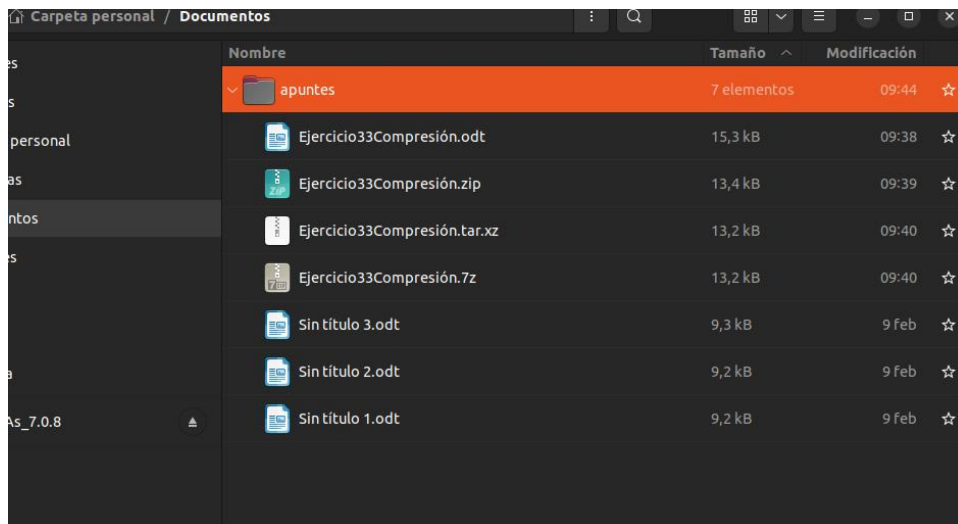 Carpeta personal / Documentos
Nombre Tamaño Modificación
apuntes 7 elementos 09:44
personal
Ejercicio33Compresión.odt 15,3 kB 09:38
Ejercicio33Compresión.zip 13,4 kB 09:39
ZIP
Ejercicio33Compresión.tar.xz 13,2 kB 09:40
Ejercicio33Compresión.7z 13,2 kB 09:40
Sin título 3.odt 9,3 kB 9 feb
Sin título 2.odt 9,2 kB 9 feb
As_7.0.8 Sin título 1.odt 9,2 kB 9 feb